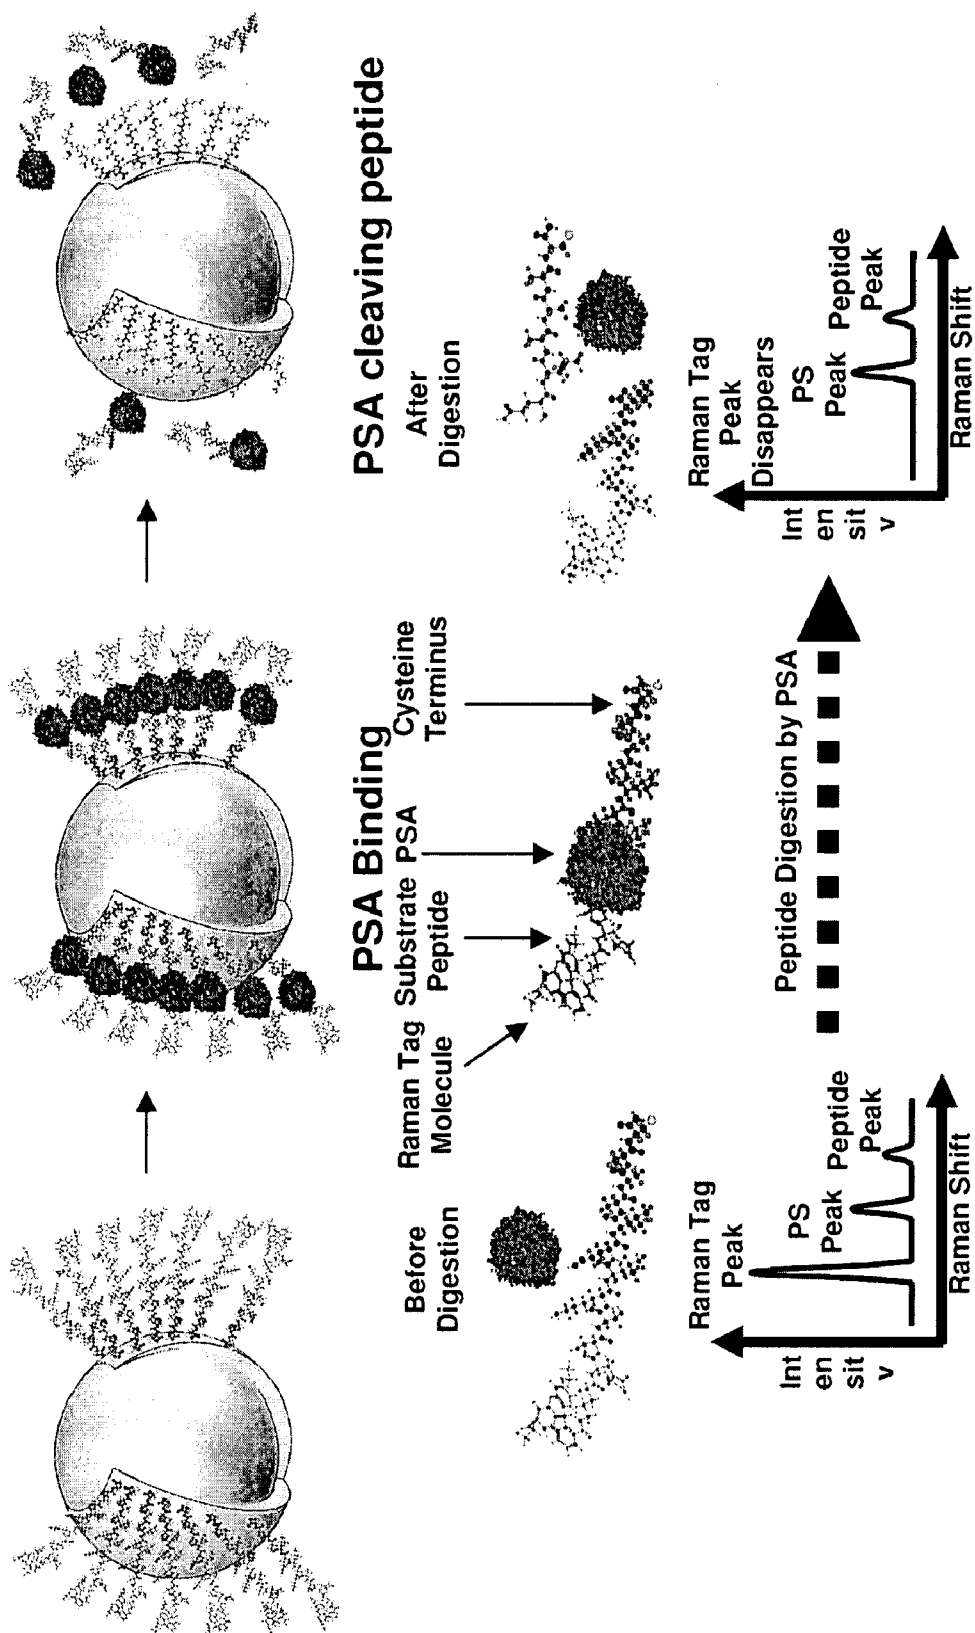 PSA Binding
PSA cleaving peptide
Before
Digestion
Raman Tag
Molecule
Substrate
Peptide
PSA
Cysteine
Terminus
After
Digestion
Raman Tag
Peak
PS
Peak
Peptide
Peak
Int
en
sit
v
Raman Shift
Peptide Digestion by PSA
Raman Tag
Peak
Disappears
PS
Peak
Peptide
Peak
Int
en
sit
v
Raman Shift